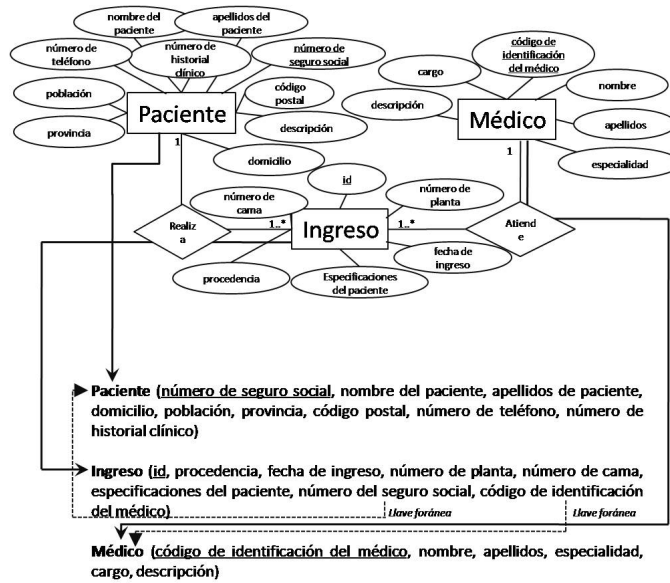 nombre del
paciente
apellidos del
paciente
número de
teléfono
número de
historial
clínico
número de
seguro social
población
código
postal
provincia
Paciente
descripción
domicilio
1
cargo
código de
identificación
del médico
nombre
descripción
Médico
apellidos
especialidad
1
número de
cama
id
número de
planta
Realiz
a
1..*
Ingreso
1..*
Atiend
e
procedencia
Especificaciones
del paciente
fecha de
ingreso
Paciente (número de seguro social, nombre del paciente, apellidos de paciente,
domicilio, población, provincia, código postal, número de teléfono, número de
historial clínico)
Ingreso (id, procedencia, fecha de ingreso, número de planta, número de cama,
especificaciones del paciente, número del seguro social, código de identificación
del médico)
Llave foránea
Llave foránea
Médico (código de identificación del médico, nombre, apellidos, especialidad,
cargo, descripción)